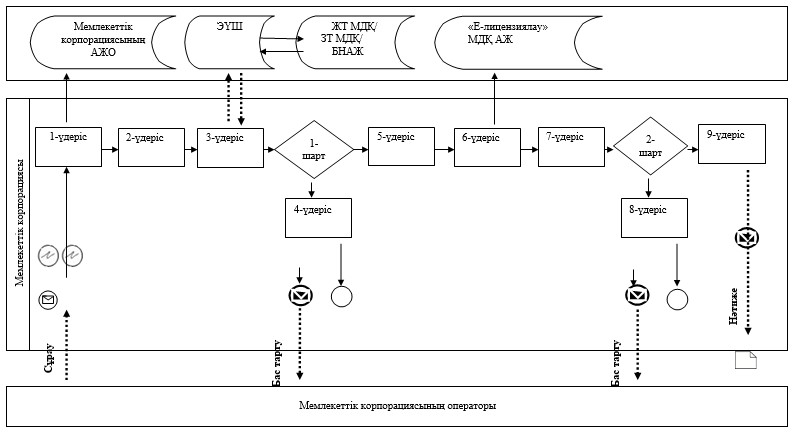 Мемлекеттік
корпорациясының
АЖО
ЭҮШ
ЖТ МДҚ/
ЗТ МДҚ/
БНАЖ
«Е-лицензиялау»
МДҚ АЖ
Мемлекеттік корпорациясы
1-үдеріс
2-үдеріс
3-үдеріс
1-
шарт
5-үдеріс
6-үдеріс
7-үдеріс
2-
шарт
9-үдеріс
4-үдеріс
8-үдеріс
Сұрау
Бас тарту
Бас тарту
Нәтиже
Мемлекеттік корпорациясының операторы